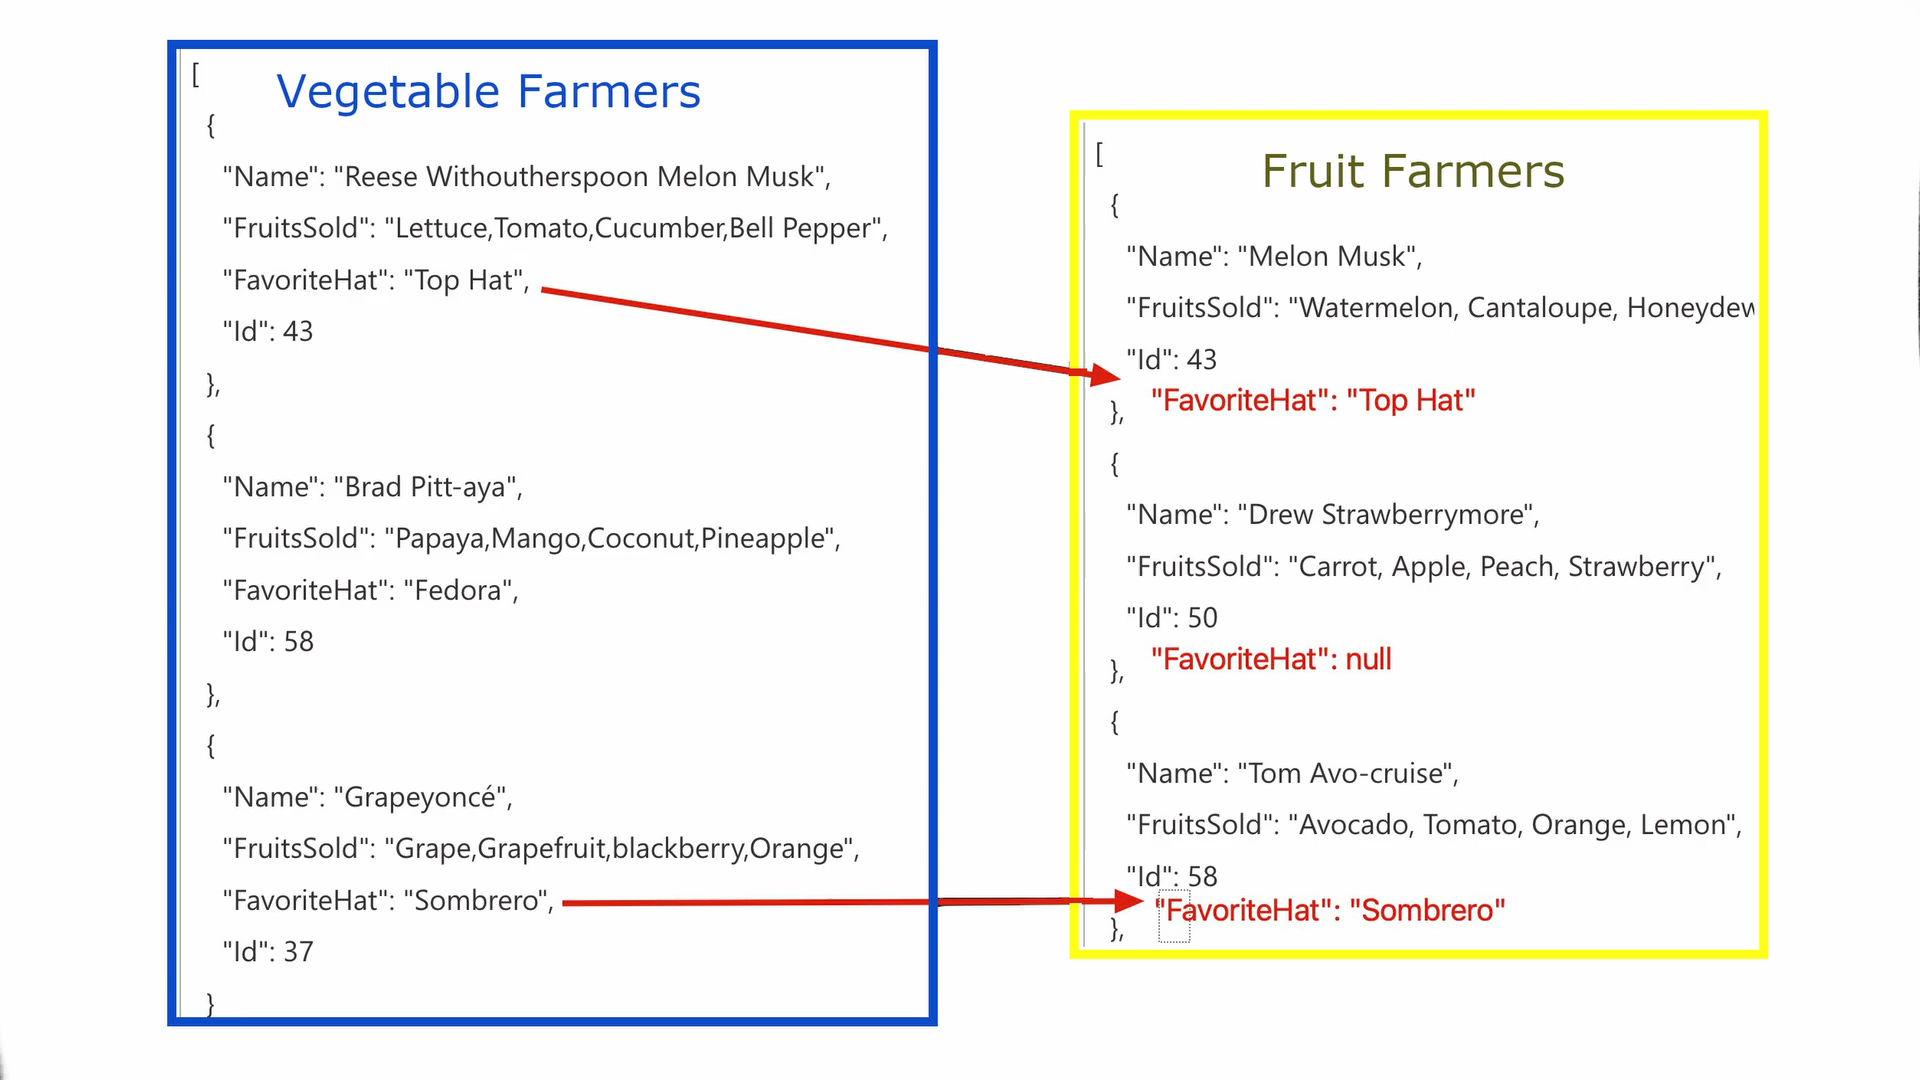 [
Vegetable Farmers
{
"Name": "Reese Withoutherspoon Melon Musk",
"FruitsSold": "Lettuce,Tomato,Cucumber,Bell Pepper",
"FavoriteHat": "Top Hat",
"Id": 43
},
{
"Name": "Brad Pitt-aya",
"FruitsSold": "Papaya,Mango,Coconut,Pineapple",
"FavoriteHat": "Fedora",
"Id": 58
},
{
"Name": "Grapeyoncé",
"FruitsSold": "Grape,Grapefruit,blackberry,Orange",
"FavoriteHat": "Sombrero",
"Id": 37
}
[
Fruit Farmers
{
"Name": "Melon Musk",
"FruitsSold": "Watermelon, Cantaloupe, Honeydew
"Id": 43
"FavoriteHat": "Top Hat"
},
{
"Name": "Drew Strawberrymore",
"FruitsSold": "Carrot, Apple, Peach, Strawberry",
"Id": 50
"FavoriteHat": null
},
{
"Name": "Tom Avo-cruise",
"FruitsSold": "Avocado, Tomato, Orange, Lemon",
"Id": 58
"FavoriteHat": "Sombrero"
},